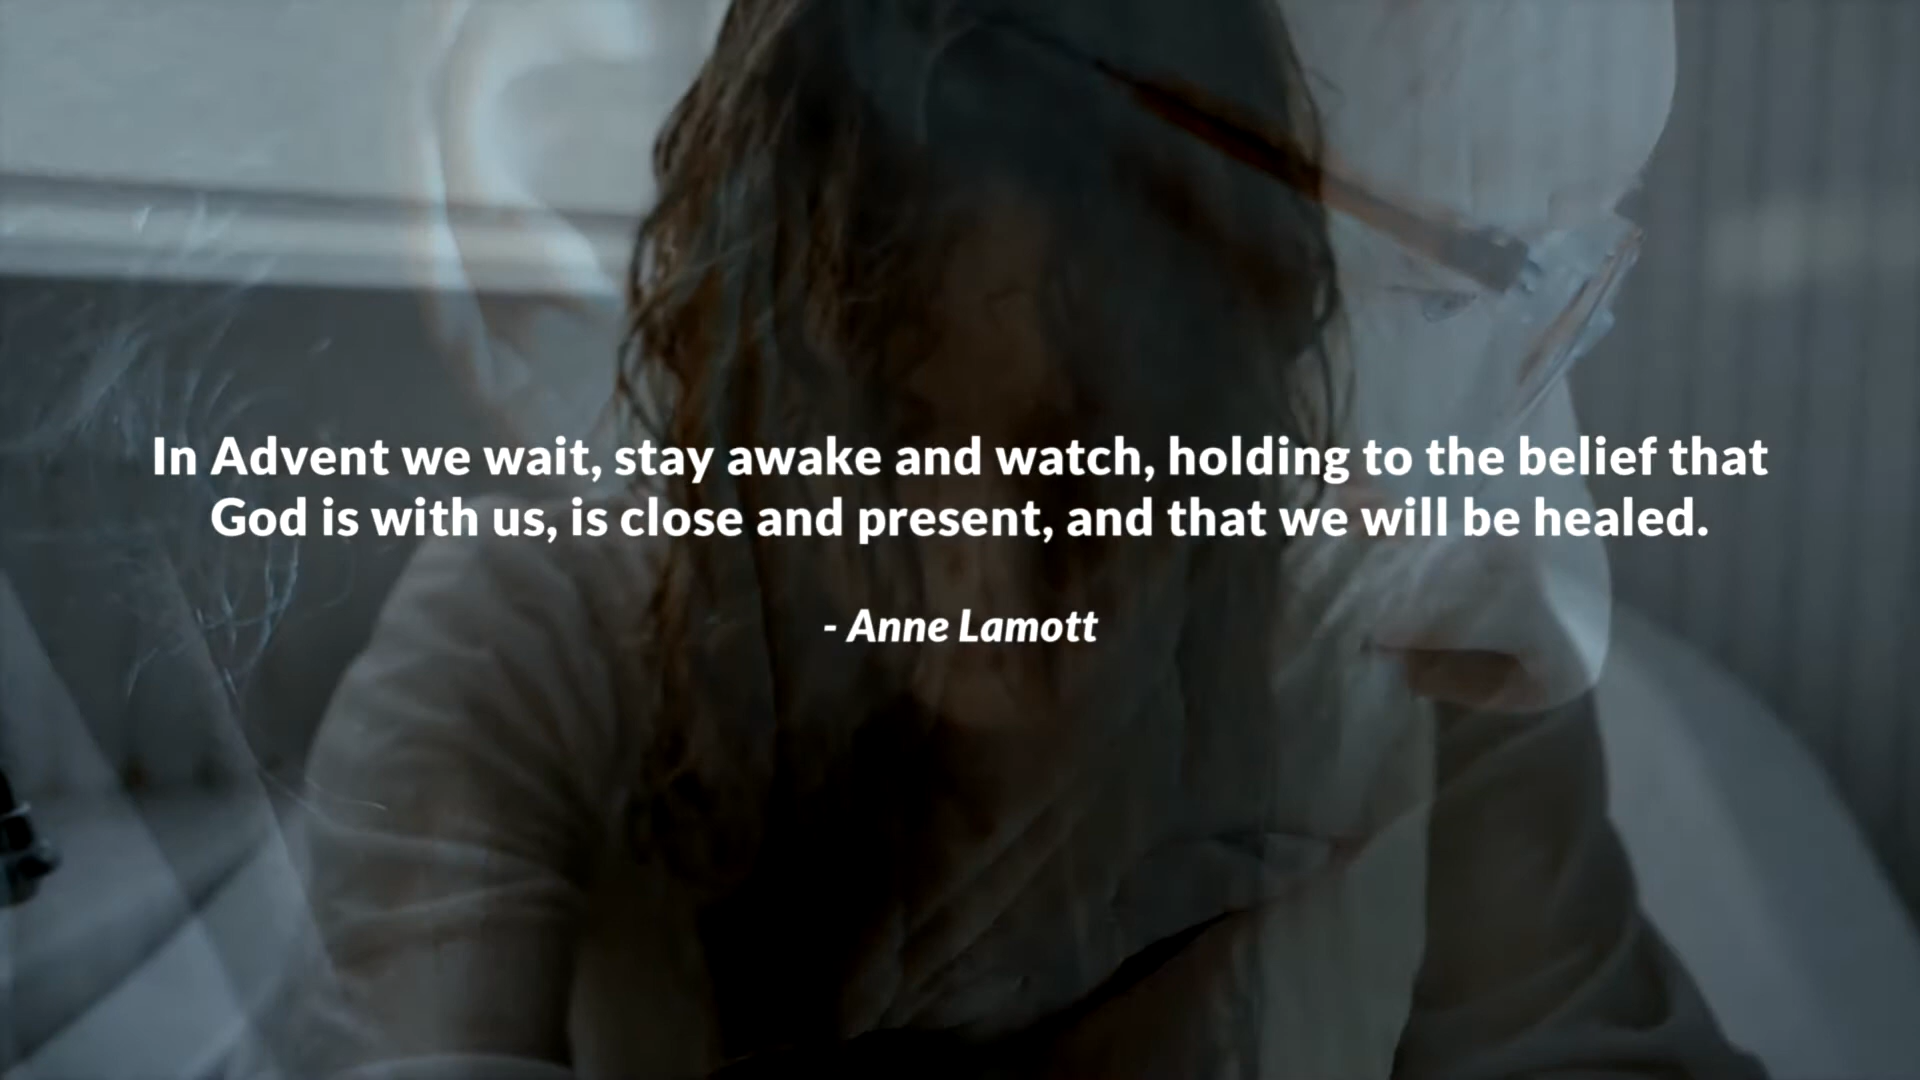 In Advent we wait, stay awake and watch, holding to the belief that
God is with us, is close and present, and that we will be healed.
- Anne Lamott